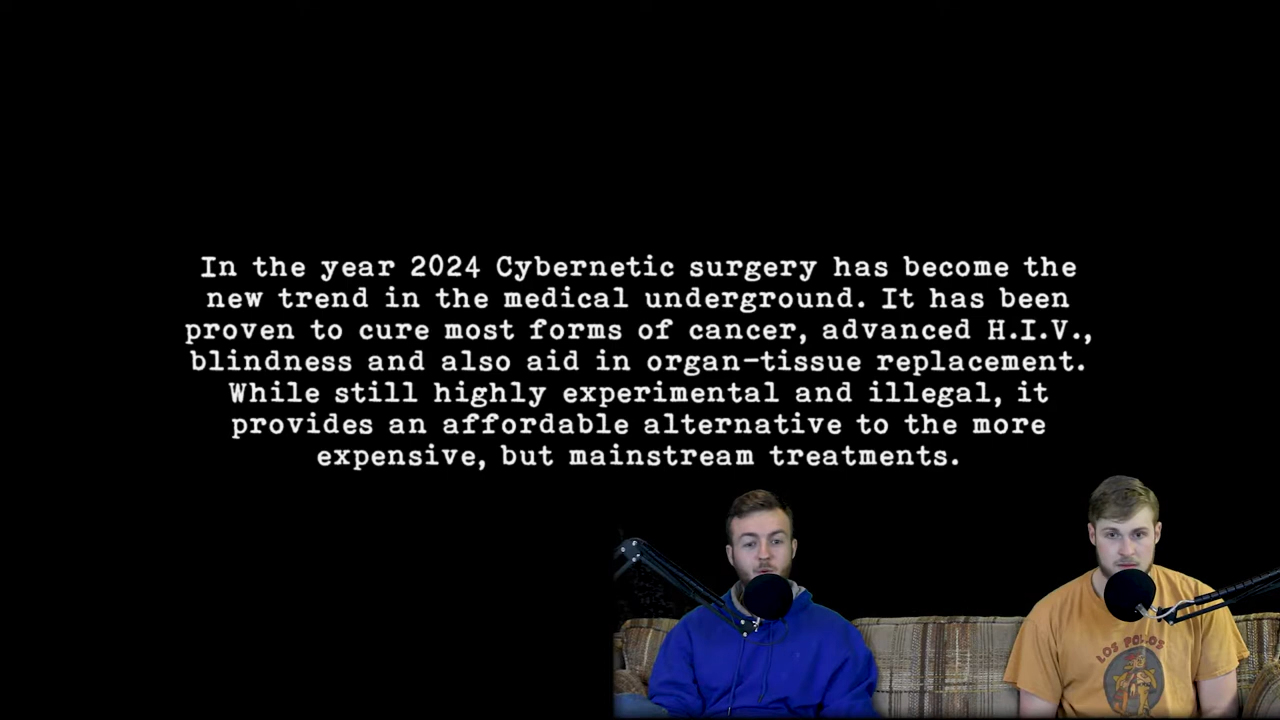 In the year 2024 Cybernetic surgery has become the
new trend in the medical underground. It has been
proven to cure most forms of cancer, advanced H.I.V.,
blindness and also aid in organ-tissue replacement.
While still highly experimental and illegal, it
provides an affordable alternative to the more
expensive, but mainstream treatments.
LOS POLLOS